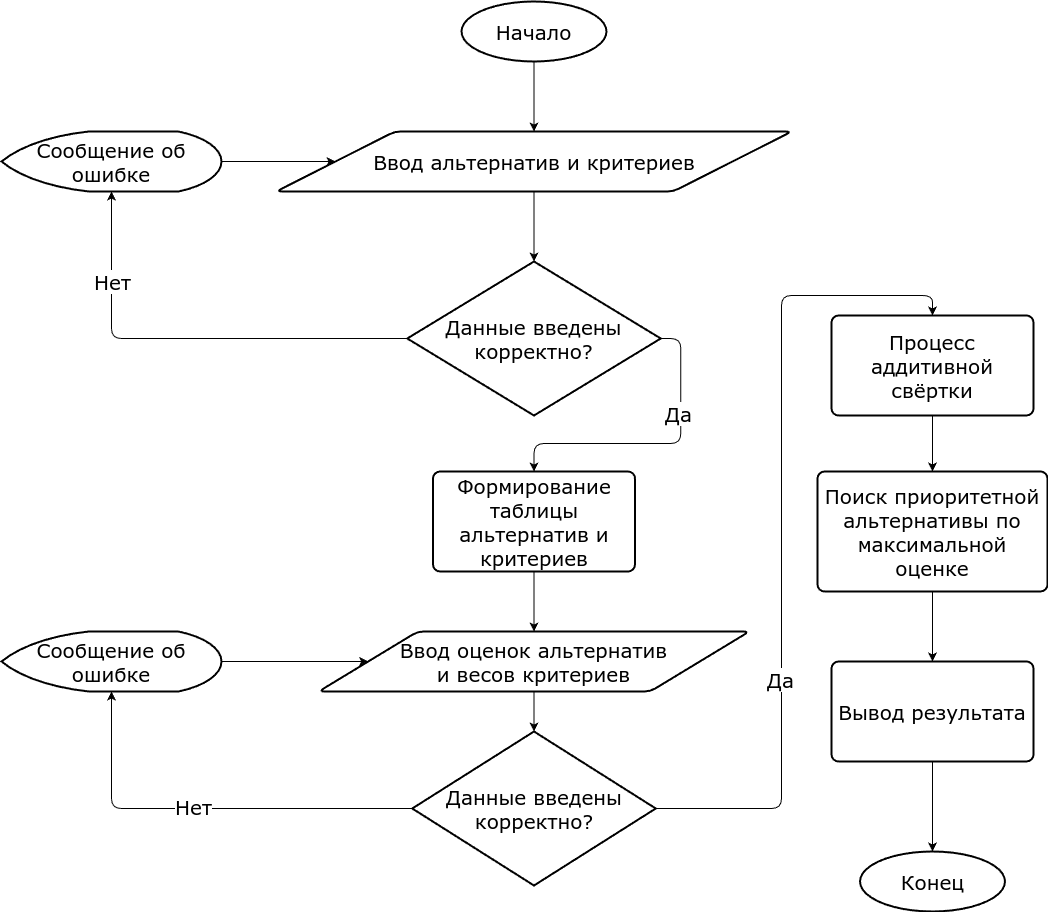 Начало
Сообщение об
ошибке
Ввод альтернатив и критериев
Нет
Данные введены
корректно?
Да
Формирование
таблицы
альтернатив и
критериев
Сообщение об
ошибке
Ввод оценок альтернатив
и весов критериев
Нет
Данные введены
корректно?
Да
Процесс
аддитивной
свёртки
Поиск приоритетной
альтернативы по
максимальной
оценке
Вывод результата
Конец